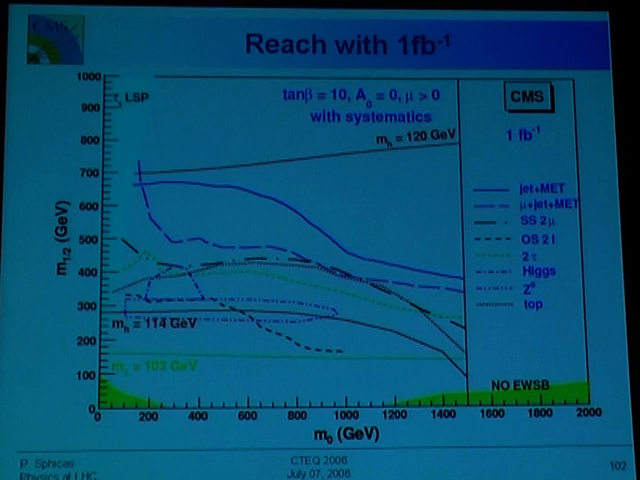 CMS
Reach with 1fb-1
tanβ = 10, A0 = 0, μ > 0
with systematics
CMS
1 fb-1
τ1 LSP
mh = 120 GeV
jet+MET
μ+jet+MET
SS 2μ
OS 2l
2τ
Higgs
Z0
top
mh = 114 GeV
= 103 GeV
NO EWSB
m1/2 (GeV)
1000
900
800
700
600
500
400
300
200
100
0
0 200 400 600 800 1000 1200 1400 1600 1800 2000
m0 (GeV)
P. Sphicas
Physics at LHC
CTEQ 2006
July 07, 2006
102